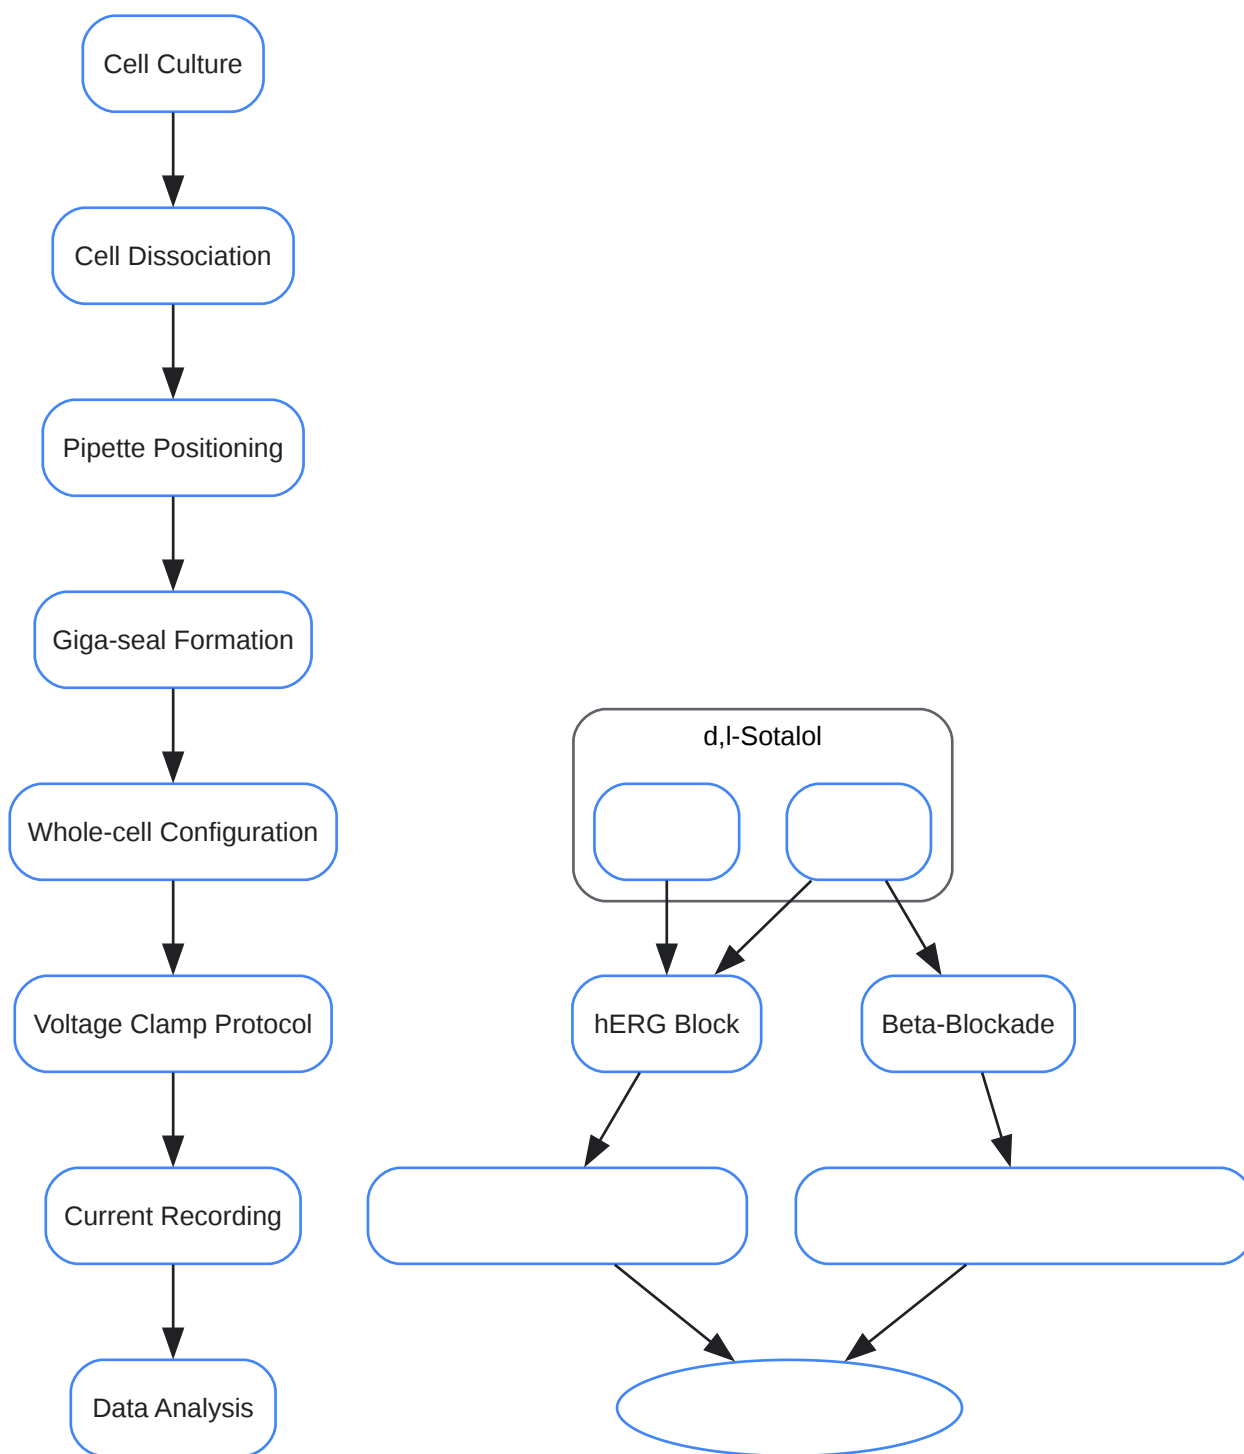 Cell Culture
Cell Dissociation
Pipette Positioning
Giga-seal Formation
Whole-cell Configuration
Voltage Clamp Protocol
Current Recording
Data Analysis
d,l-Sotalol
hERG Block
Beta-Blockade